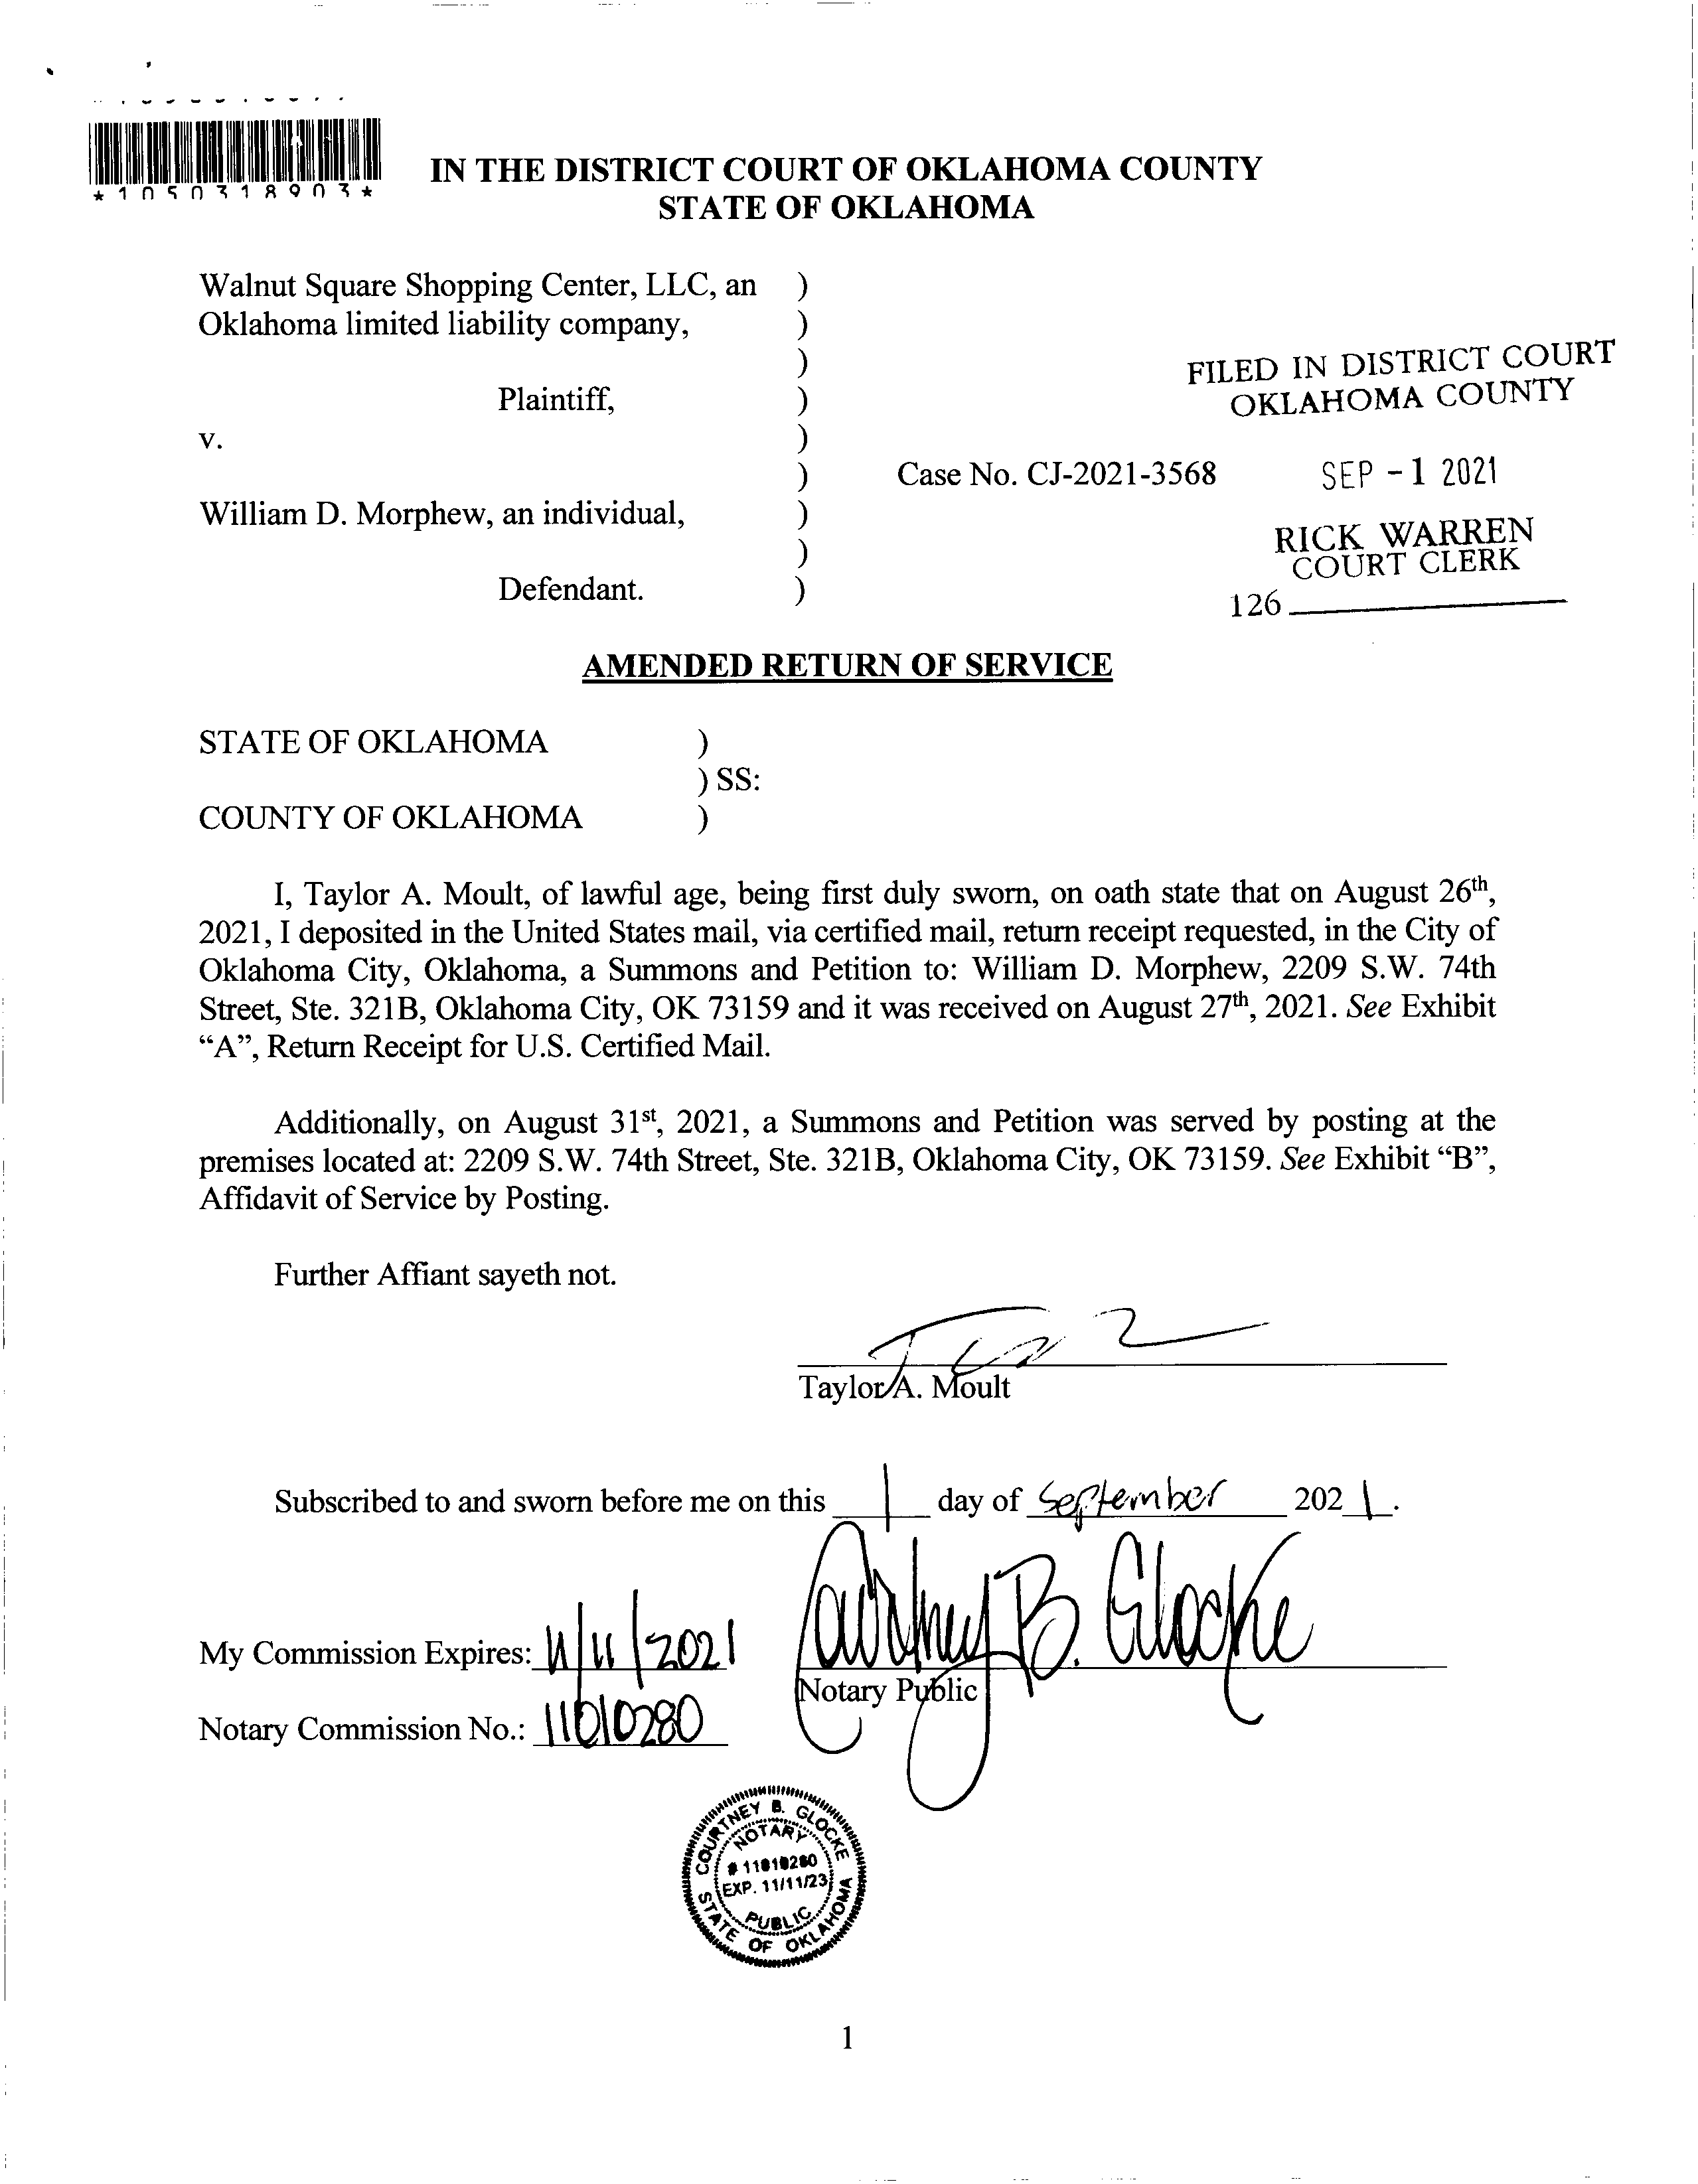 *1050318903*
IN THE DISTRICT COURT OF OKLAHOMA COUNTY
STATE OF OKLAHOMA
Walnut Square Shopping Center, LLC, an )
Oklahoma limited liability company, )
)
Plaintiff, )
v. )
)
William D. Morphew, an individual, )
)
Defendant. )
Case No. CJ-2021-3568
FILED IN DISTRICT COURT
OKLAHOMA COUNTY
SEP - 1 2021
RICK WARREN
COURT CLERK
126
AMENDED RETURN OF SERVICE
STATE OF OKLAHOMA )
) SS:
COUNTY OF OKLAHOMA )
I, Taylor A. Moult, of lawful age, being first duly sworn, on oath state that on August 26th,
2021, I deposited in the United States mail, via certified mail, return receipt requested, in the City of
Oklahoma City, Oklahoma, a Summons and Petition to: William D. Morphew, 2209 S.W. 74th
Street, Ste. 321B, Oklahoma City, OK 73159 and it was received on August 27th, 2021. See Exhibit
“A”, Return Receipt for U.S. Certified Mail.
Additionally, on August 31st, 2021, a Summons and Petition was served by posting at the
premises located at: 2209 S.W. 74th Street, Ste. 321B, Oklahoma City, OK 73159. See Exhibit “B”,
Affidavit of Service by Posting.
Further Affiant sayeth not.
Taylor A. Moult
Subscribed to and sworn before me on this 1 day of September 2021.
Courtney B. Glocke
My Commission Expires: 11/11/2021
Notary Public
Notary Commission No.: 11010280
COURTNEY B. GLOCKE
NOTARY
# 11010280
EXP. 11/11/23
PUBLIC
STATE OF OKLAHOMA
1